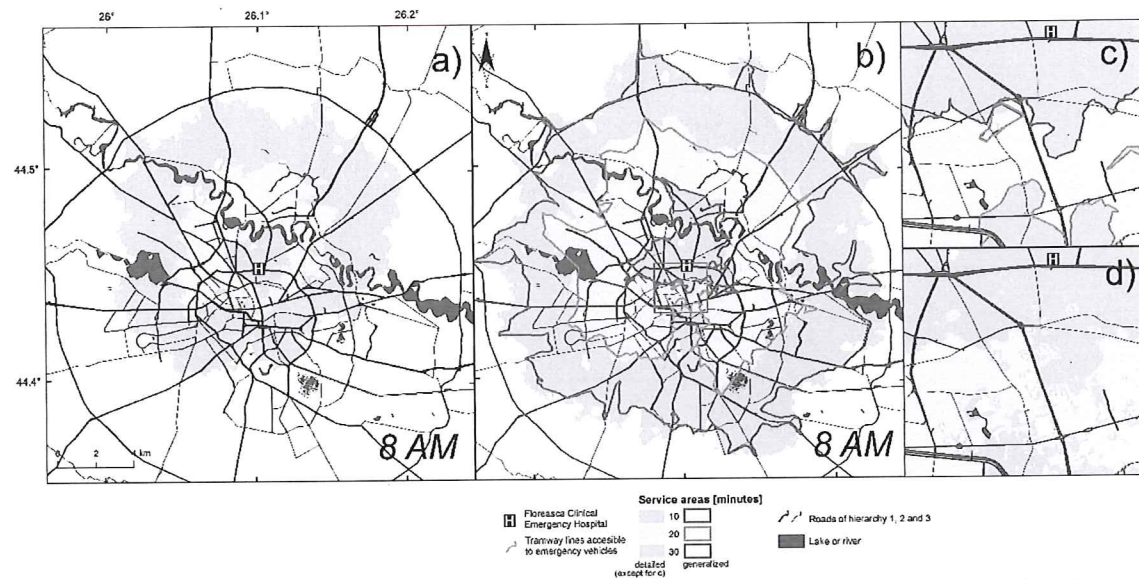 26° 26.1° 26.2°
a) b) c)
44.5°
H H H
d) H
44.4°
8 AM 8 AM
0 2 4 km
Service areas [minutes]
H Floreasca Clinical
Emergency Hospital
Tramway lines accesible
to emergency vehicles
10
20
30
detailed
(except for c)
generalized
Roads of hierarchy 1, 2 and 3
Lake or river